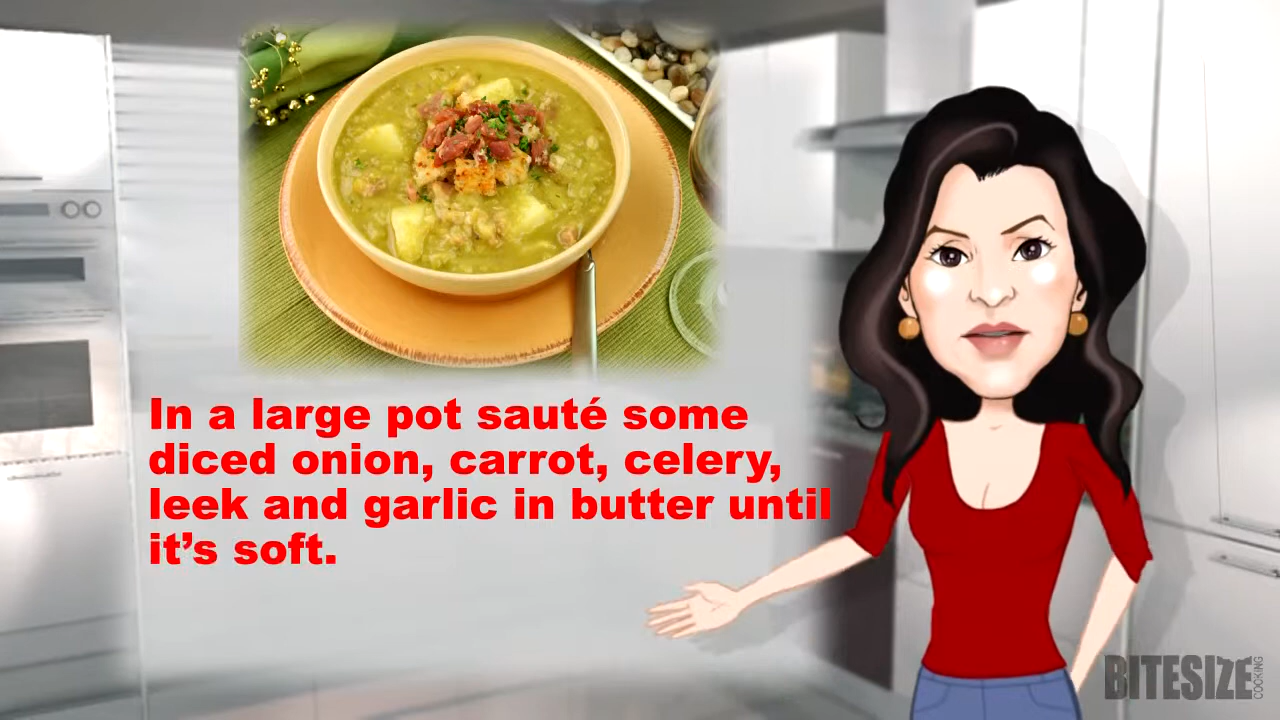 In a large pot sauté some
diced onion, carrot, celery,
leek and garlic in butter until
it’s soft.
BITESIZE COOKING